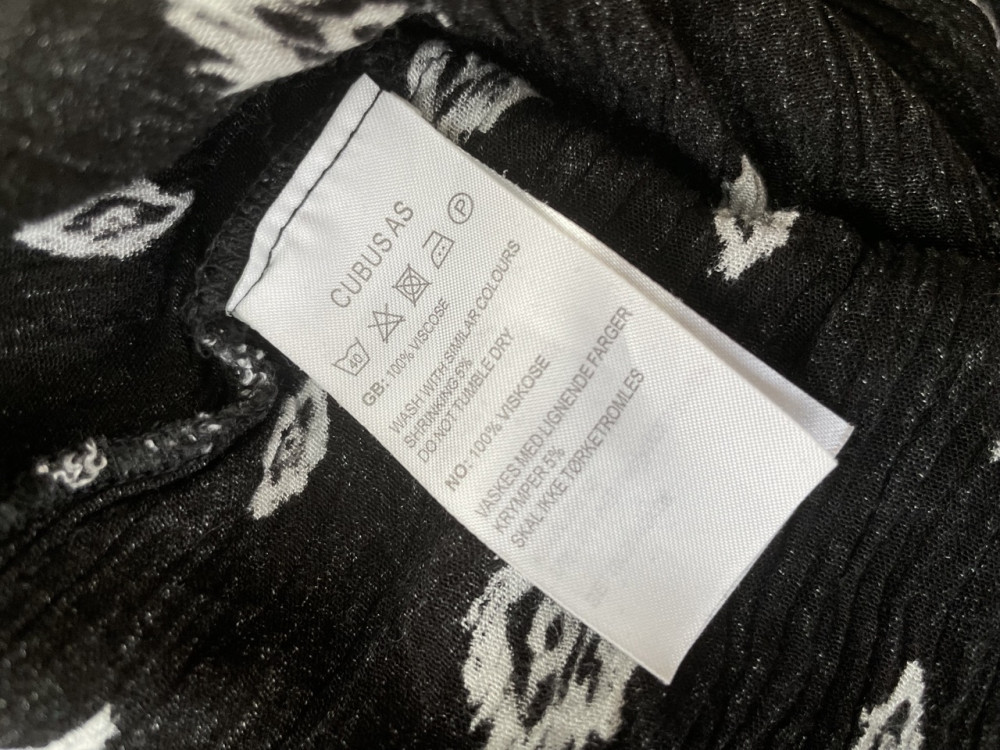 CUBUS AS
40 P
GB: 100% VISCOSE
WASH WITH SIMILAR COLOURS
SHRINKING 5%
DO NOT TUMBLE DRY
NO: 100% VISKOSE
VASKES MED LIGNENDE FARGER
KRYMPER 5%
SKAL IKKE TØRKETROMLES